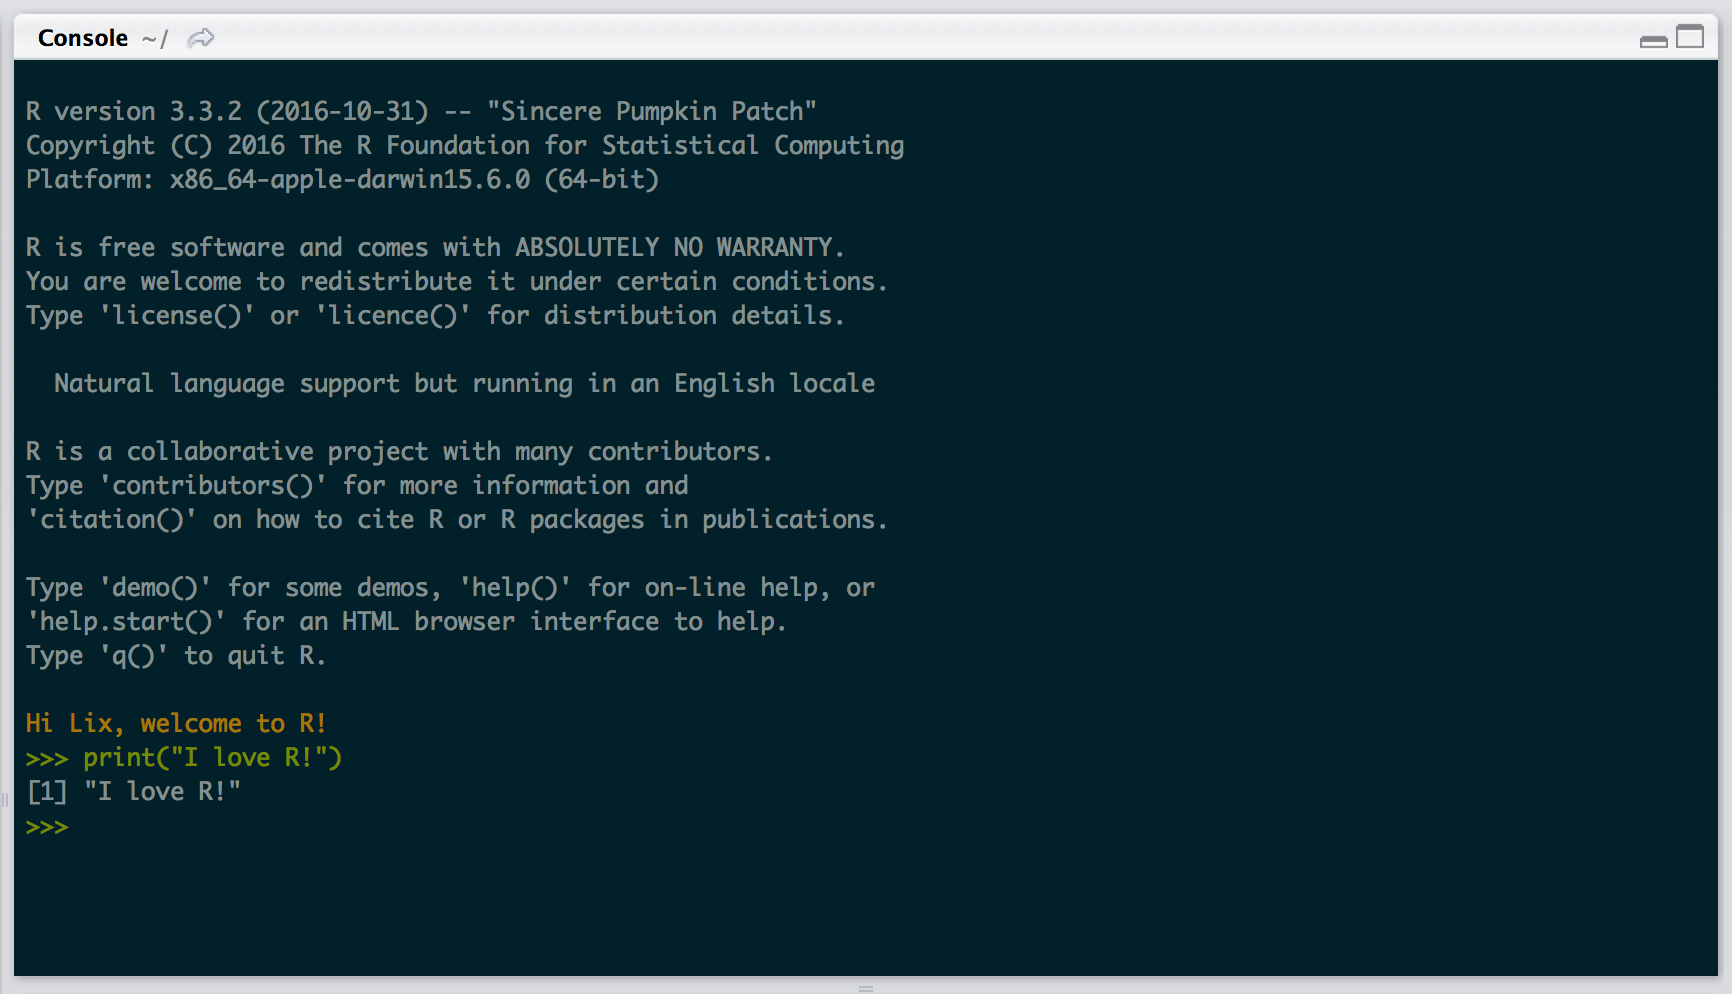 Console ~/
R version 3.3.2 (2016-10-31) -- "Sincere Pumpkin Patch"
Copyright (C) 2016 The R Foundation for Statistical Computing
Platform: x86_64-apple-darwin15.6.0 (64-bit)
R is free software and comes with ABSOLUTELY NO WARRANTY.
You are welcome to redistribute it under certain conditions.
Type 'license()' or 'licence()' for distribution details.
Natural language support but running in an English locale
R is a collaborative project with many contributors.
Type 'contributors()' for more information and
'citation()' on how to cite R or R packages in publications.
Type 'demo()' for some demos, 'help()' for on-line help, or
'help.start()' for an HTML browser interface to help.
Type 'q()' to quit R.
Hi Lix, welcome to R!
>>> print("I love R!")
[1] "I love R!"
>>>